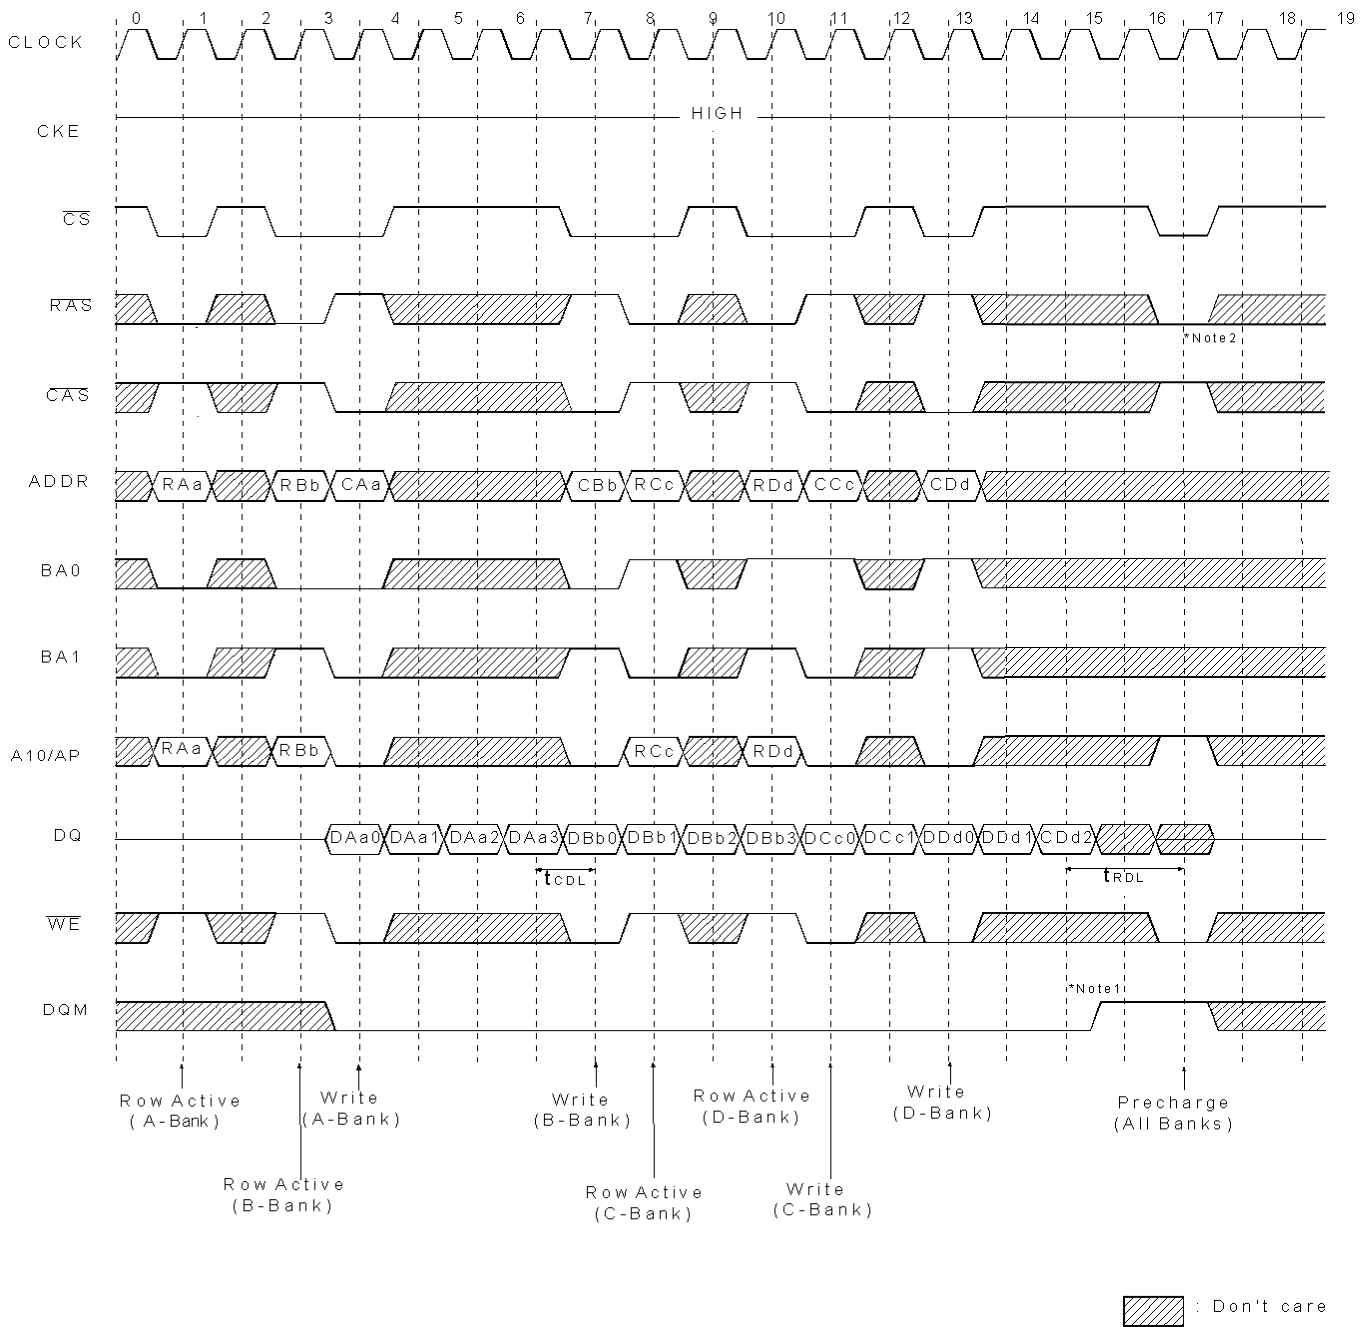 0 1 2 3 4 5 6 7 8 9 10 11 12 13 14 15 16 17 18 19
CLOCK
HIGH
CKE
CS
RAS
*Note2
CAS
ADDR RAa RBb CAa CBb RCc RDd CCc CDd
BA0
BA1
A10/AP RAa RBb RCc RDd
DQ DAa0 DAa1 DAa2 DAa3 DBb0 DBb1 DBb2 DBb3 DCc0 DCc1 DDd0 DDd1 CDd2
tCDL tRDL
WE
*Note1
DQM
Row Active
(A-Bank)
Write
(A-Bank)
Write
(B-Bank)
Row Active
(D-Bank)
Write
(D-Bank)
Precharge
(All Banks)
Row Active
(B-Bank)
Row Active
(C-Bank)
Write
(C-Bank)
: Don't care